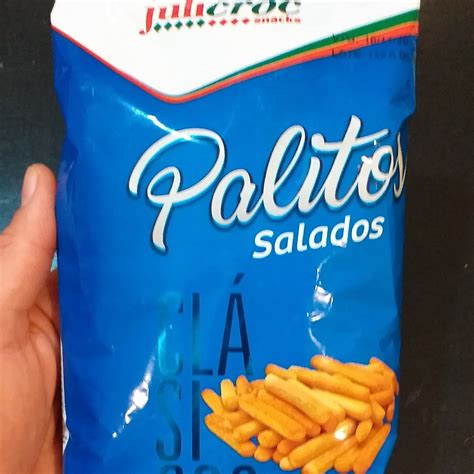 julicroc
snacks
Palitos
Salados
CLÁ
SI